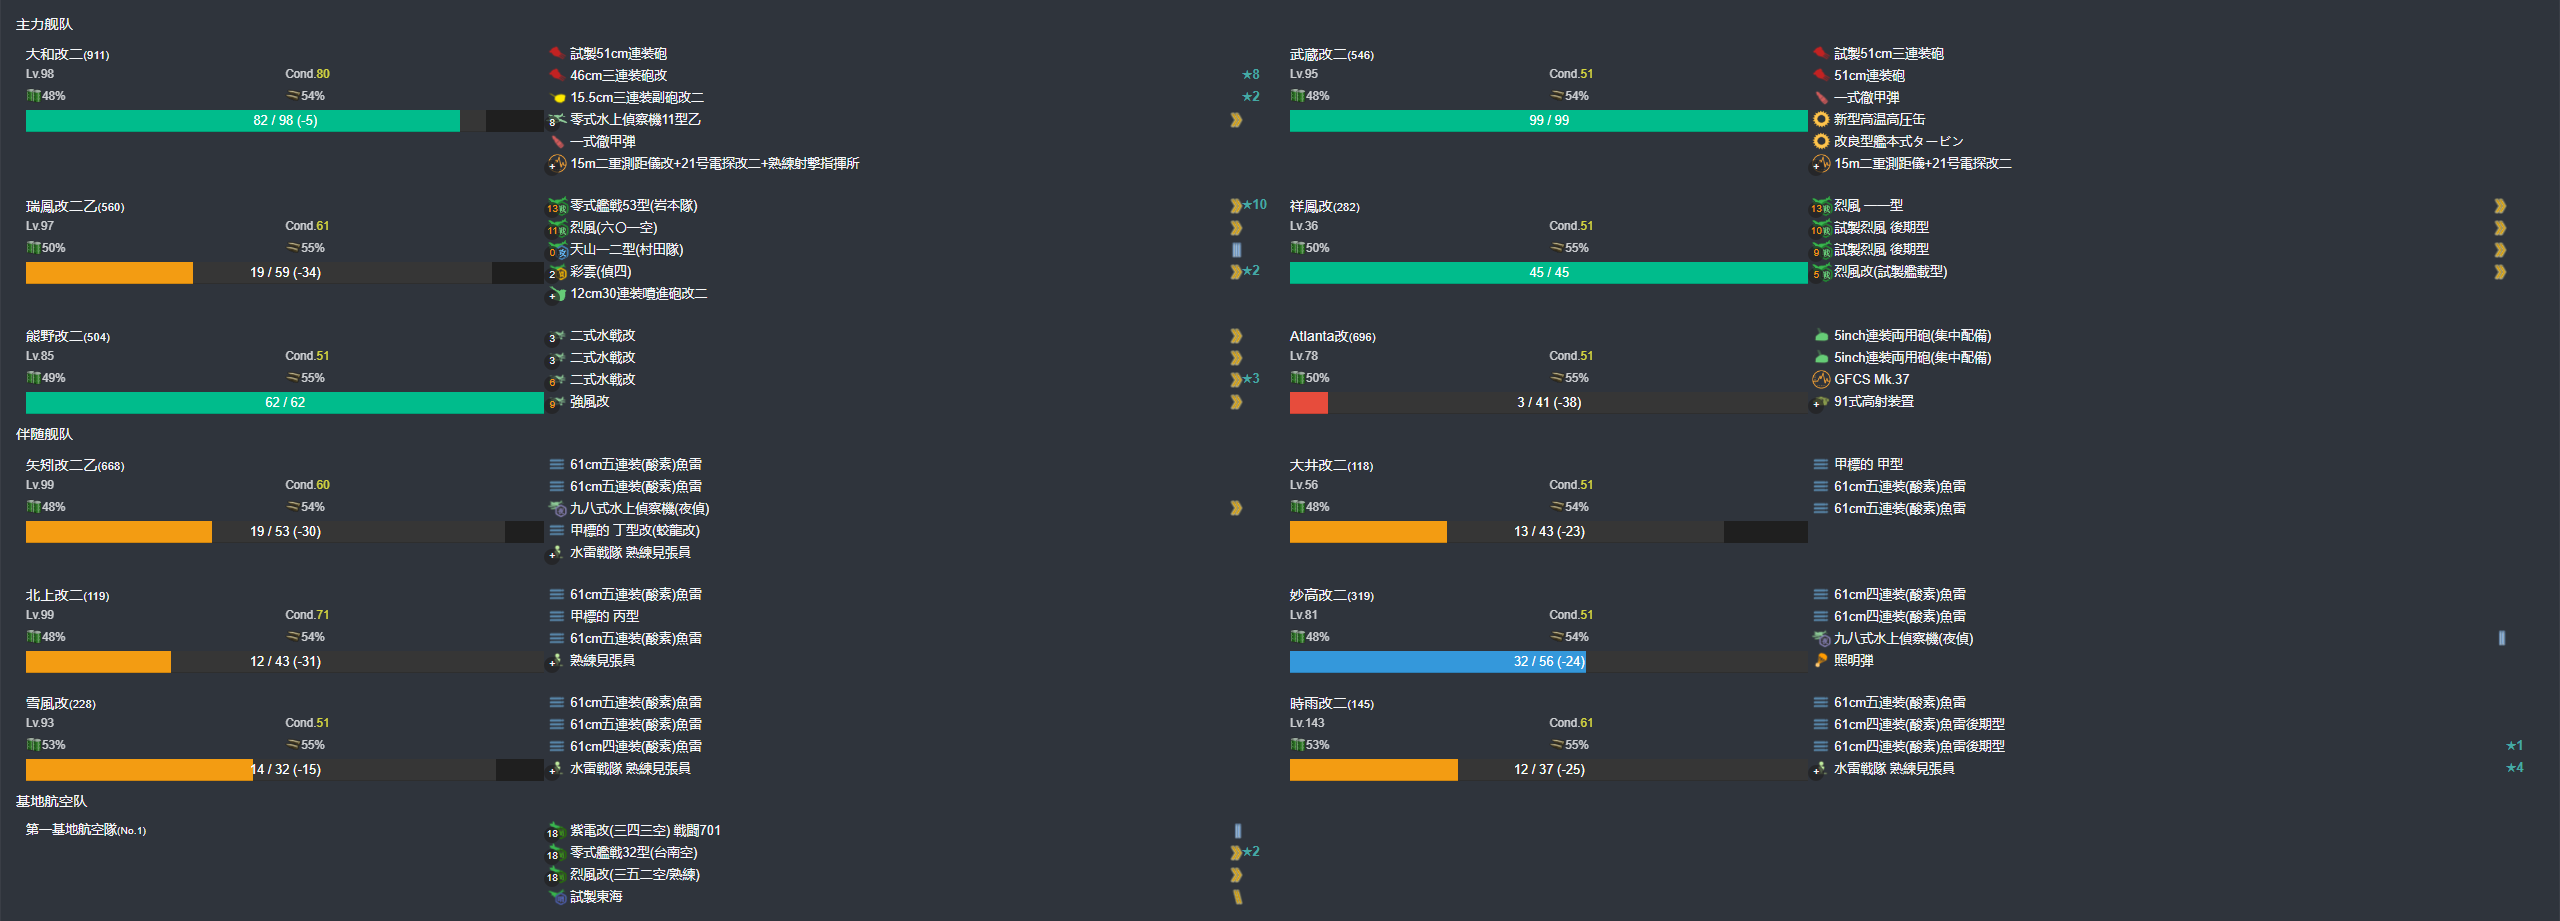 主力舰队
大和改二(911)
Lv.98 Cond.80
48% 54%
82 / 98 (-5)
試製51cm連装砲
46cm三連装砲改 ★8
15.5cm三連装副砲改二 ★2
8 零式水上偵察機11型乙
一式徹甲弾
+ 15m二重測距儀改+21号電探改二+熟練射撃指揮所
武蔵改二(546)
Lv.95 Cond.51
48% 54%
99 / 99
試製51cm三連装砲
51cm連装砲
一式徹甲弾
新型高温高圧缶
改良型艦本式タービン
+ 15m二重測距儀+21号電探改二
瑞鳳改二乙(560)
Lv.97 Cond.61
50% 55%
19 / 59 (-34)
13 零式艦戦53型(岩本隊) ★10
11 烈風(六〇一空)
0 天山一二型(村田隊)
2 彩雲(偵四) ★2
+ 12cm30連装噴進砲改二
祥鳳改(282)
Lv.36 Cond.51
50% 55%
45 / 45
13 烈風 一一型
10 試製烈風 後期型
9 試製烈風 後期型
5 烈風改(試製艦載型)
熊野改二(504)
Lv.85 Cond.51
49% 55%
62 / 62
3 二式水戦改
3 二式水戦改
6 二式水戦改 ★3
9 強風改
Atlanta改(696)
Lv.78 Cond.51
50% 55%
3 / 41 (-38)
5inch連装両用砲(集中配備)
5inch連装両用砲(集中配備)
GFCS Mk.37
+ 91式高射装置
伴随舰队
矢矧改二乙(668)
Lv.99 Cond.60
48% 54%
19 / 53 (-30)
61cm五連装(酸素)魚雷
61cm五連装(酸素)魚雷
九八式水上偵察機(夜偵)
甲標的 丁型改(蛟龍改)
+ 水雷戦隊 熟練見張員
大井改二(118)
Lv.56 Cond.51
48% 54%
13 / 43 (-23)
甲標的 甲型
61cm五連装(酸素)魚雷
61cm五連装(酸素)魚雷
北上改二(119)
Lv.99 Cond.71
48% 54%
12 / 43 (-31)
61cm五連装(酸素)魚雷
甲標的 丙型
61cm五連装(酸素)魚雷
+ 熟練見張員
妙高改二(319)
Lv.81 Cond.51
48% 54%
32 / 56 (-24)
61cm四連装(酸素)魚雷
61cm四連装(酸素)魚雷
九八式水上偵察機(夜偵)
照明弾
雪風改(228)
Lv.93 Cond.51
53% 55%
14 / 32 (-15)
61cm五連装(酸素)魚雷
61cm五連装(酸素)魚雷
61cm四連装(酸素)魚雷
+ 水雷戦隊 熟練見張員
時雨改二(145)
Lv.143 Cond.61
53% 55%
12 / 37 (-25)
61cm五連装(酸素)魚雷
61cm四連装(酸素)魚雷後期型
61cm四連装(酸素)魚雷後期型 ★1
+ 水雷戦隊 熟練見張員 ★4
基地航空队
第一基地航空隊(No.1)
18 紫電改(三四三空) 戦闘701
18 零式艦戦32型(台南空) ★2
18 烈風改(三五二空/熟練)
試製東海